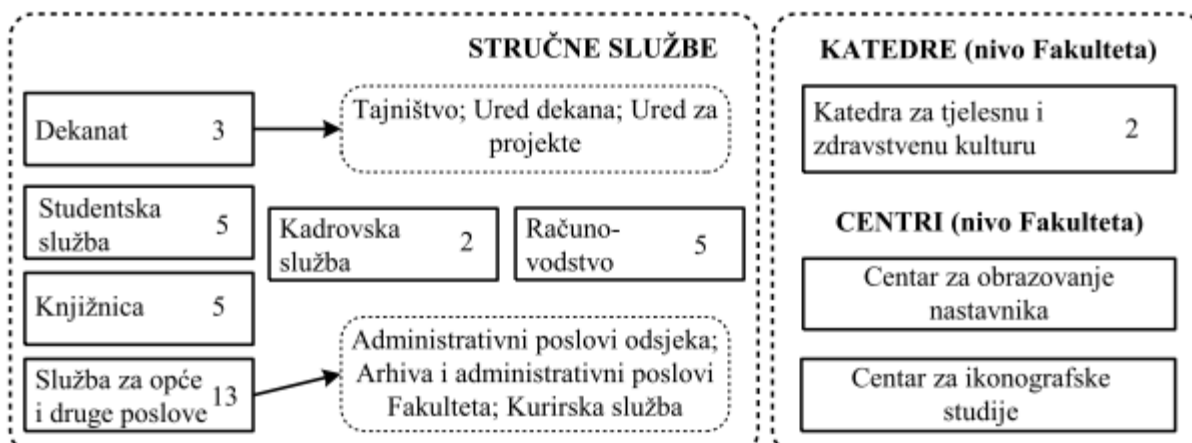 STRUČNE SLUŽBE
Dekanat 3
Tajništvo; Ured dekana; Ured za
projekte
Studentska
služba 5
Kadrovska
služba 2
Računo-
vodstvo 5
Knjižnica 5
Služba za opće
i druge poslove 13
Administrativni poslovi odsjeka;
Arhiva i administrativni poslovi
Fakulteta; Kurirska služba
KATEDRE (nivo Fakulteta)
Katedra za tjelesnu i
zdravstvenu kulturu 2
CENTRI (nivo Fakulteta)
Centar za obrazovanje
nastavnika
Centar za ikonografske
studije